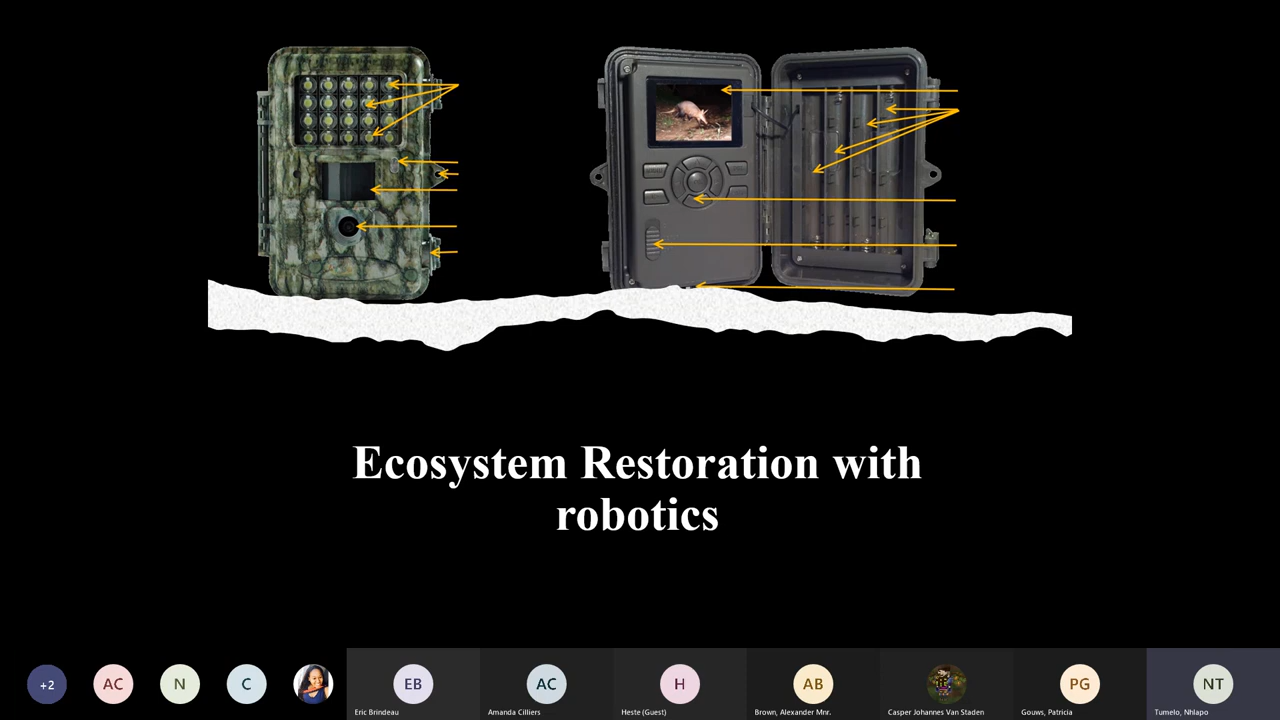 Ecosystem Restoration with
robotics
+2
AC
N
C
EB
AC
H
AB
PG
NT
Eric Brindeau
Amanda Cilliers
Heste (Guest)
Brown, Alexander Mnr.
Casper Johannes Van Staden
Gouws, Patricia
Tumelo, Nhlapo